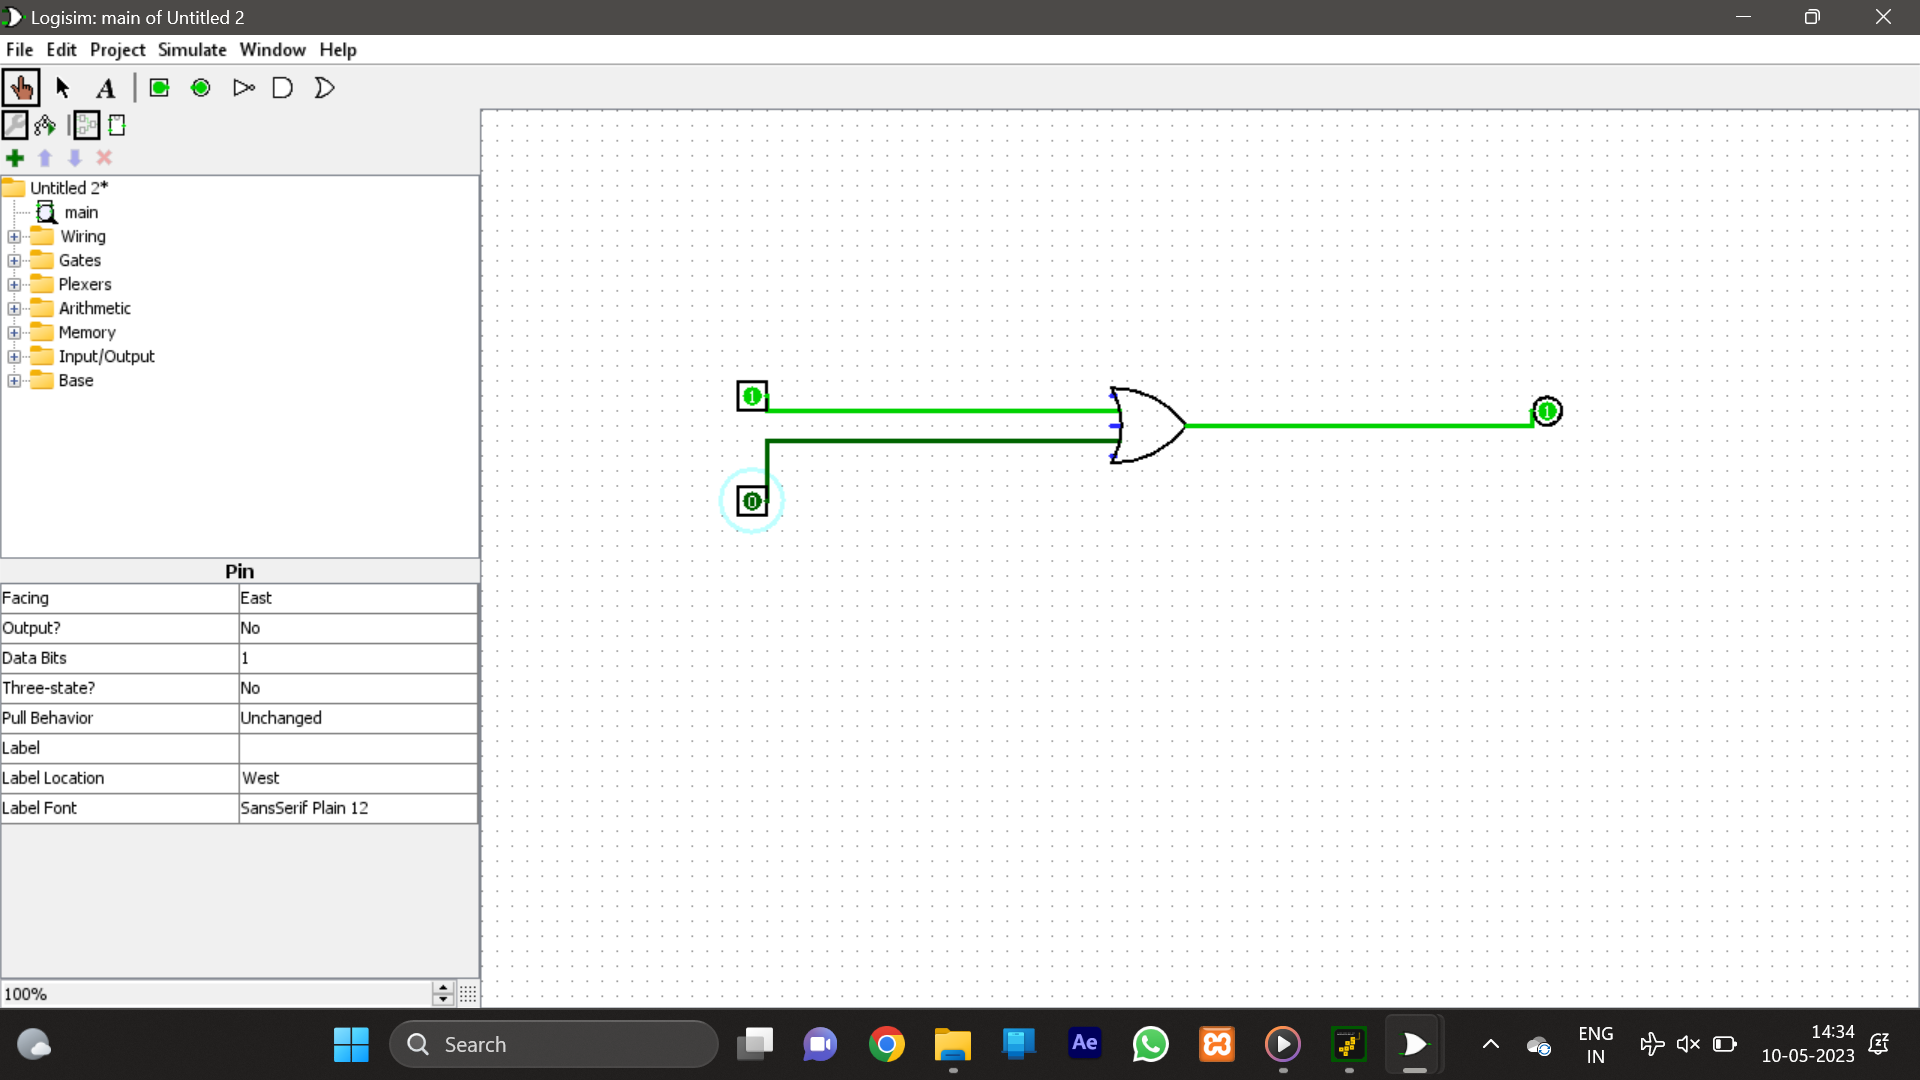 Logisim: main of Untitled 2
File Edit Project Simulate Window Help
A
Untitled 2*
main
Wiring
Gates
Plexers
Arithmetic
Memory
Input/Output
Base
1
1
0
Pin
Facing East
Output? No
Data Bits 1
Three-state? No
Pull Behavior Unchanged
Label
Label Location West
Label Font SansSerif Plain 12
100%
Search
Ae
ENG
IN
14:34
10-05-2023